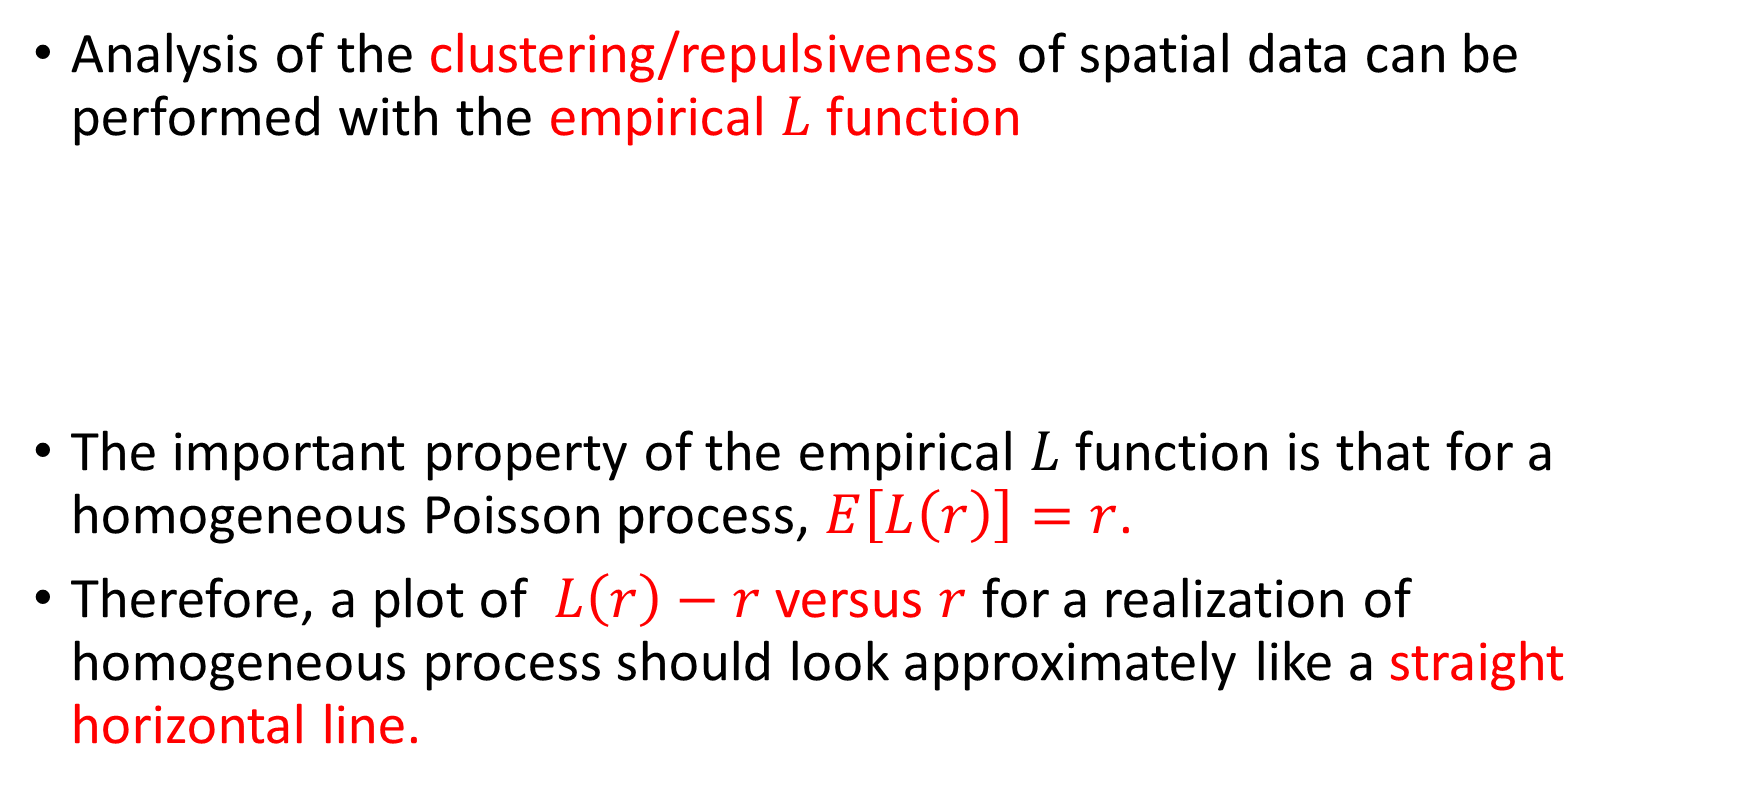 • Analysis of the clustering/repulsiveness of spatial data can be
performed with the empirical L function
• The important property of the empirical L function is that for a
homogeneous Poisson process, E[L(r)] = r.
• Therefore, a plot of L(r) − r versus r for a realization of
homogeneous process should look approximately like a straight
horizontal line.